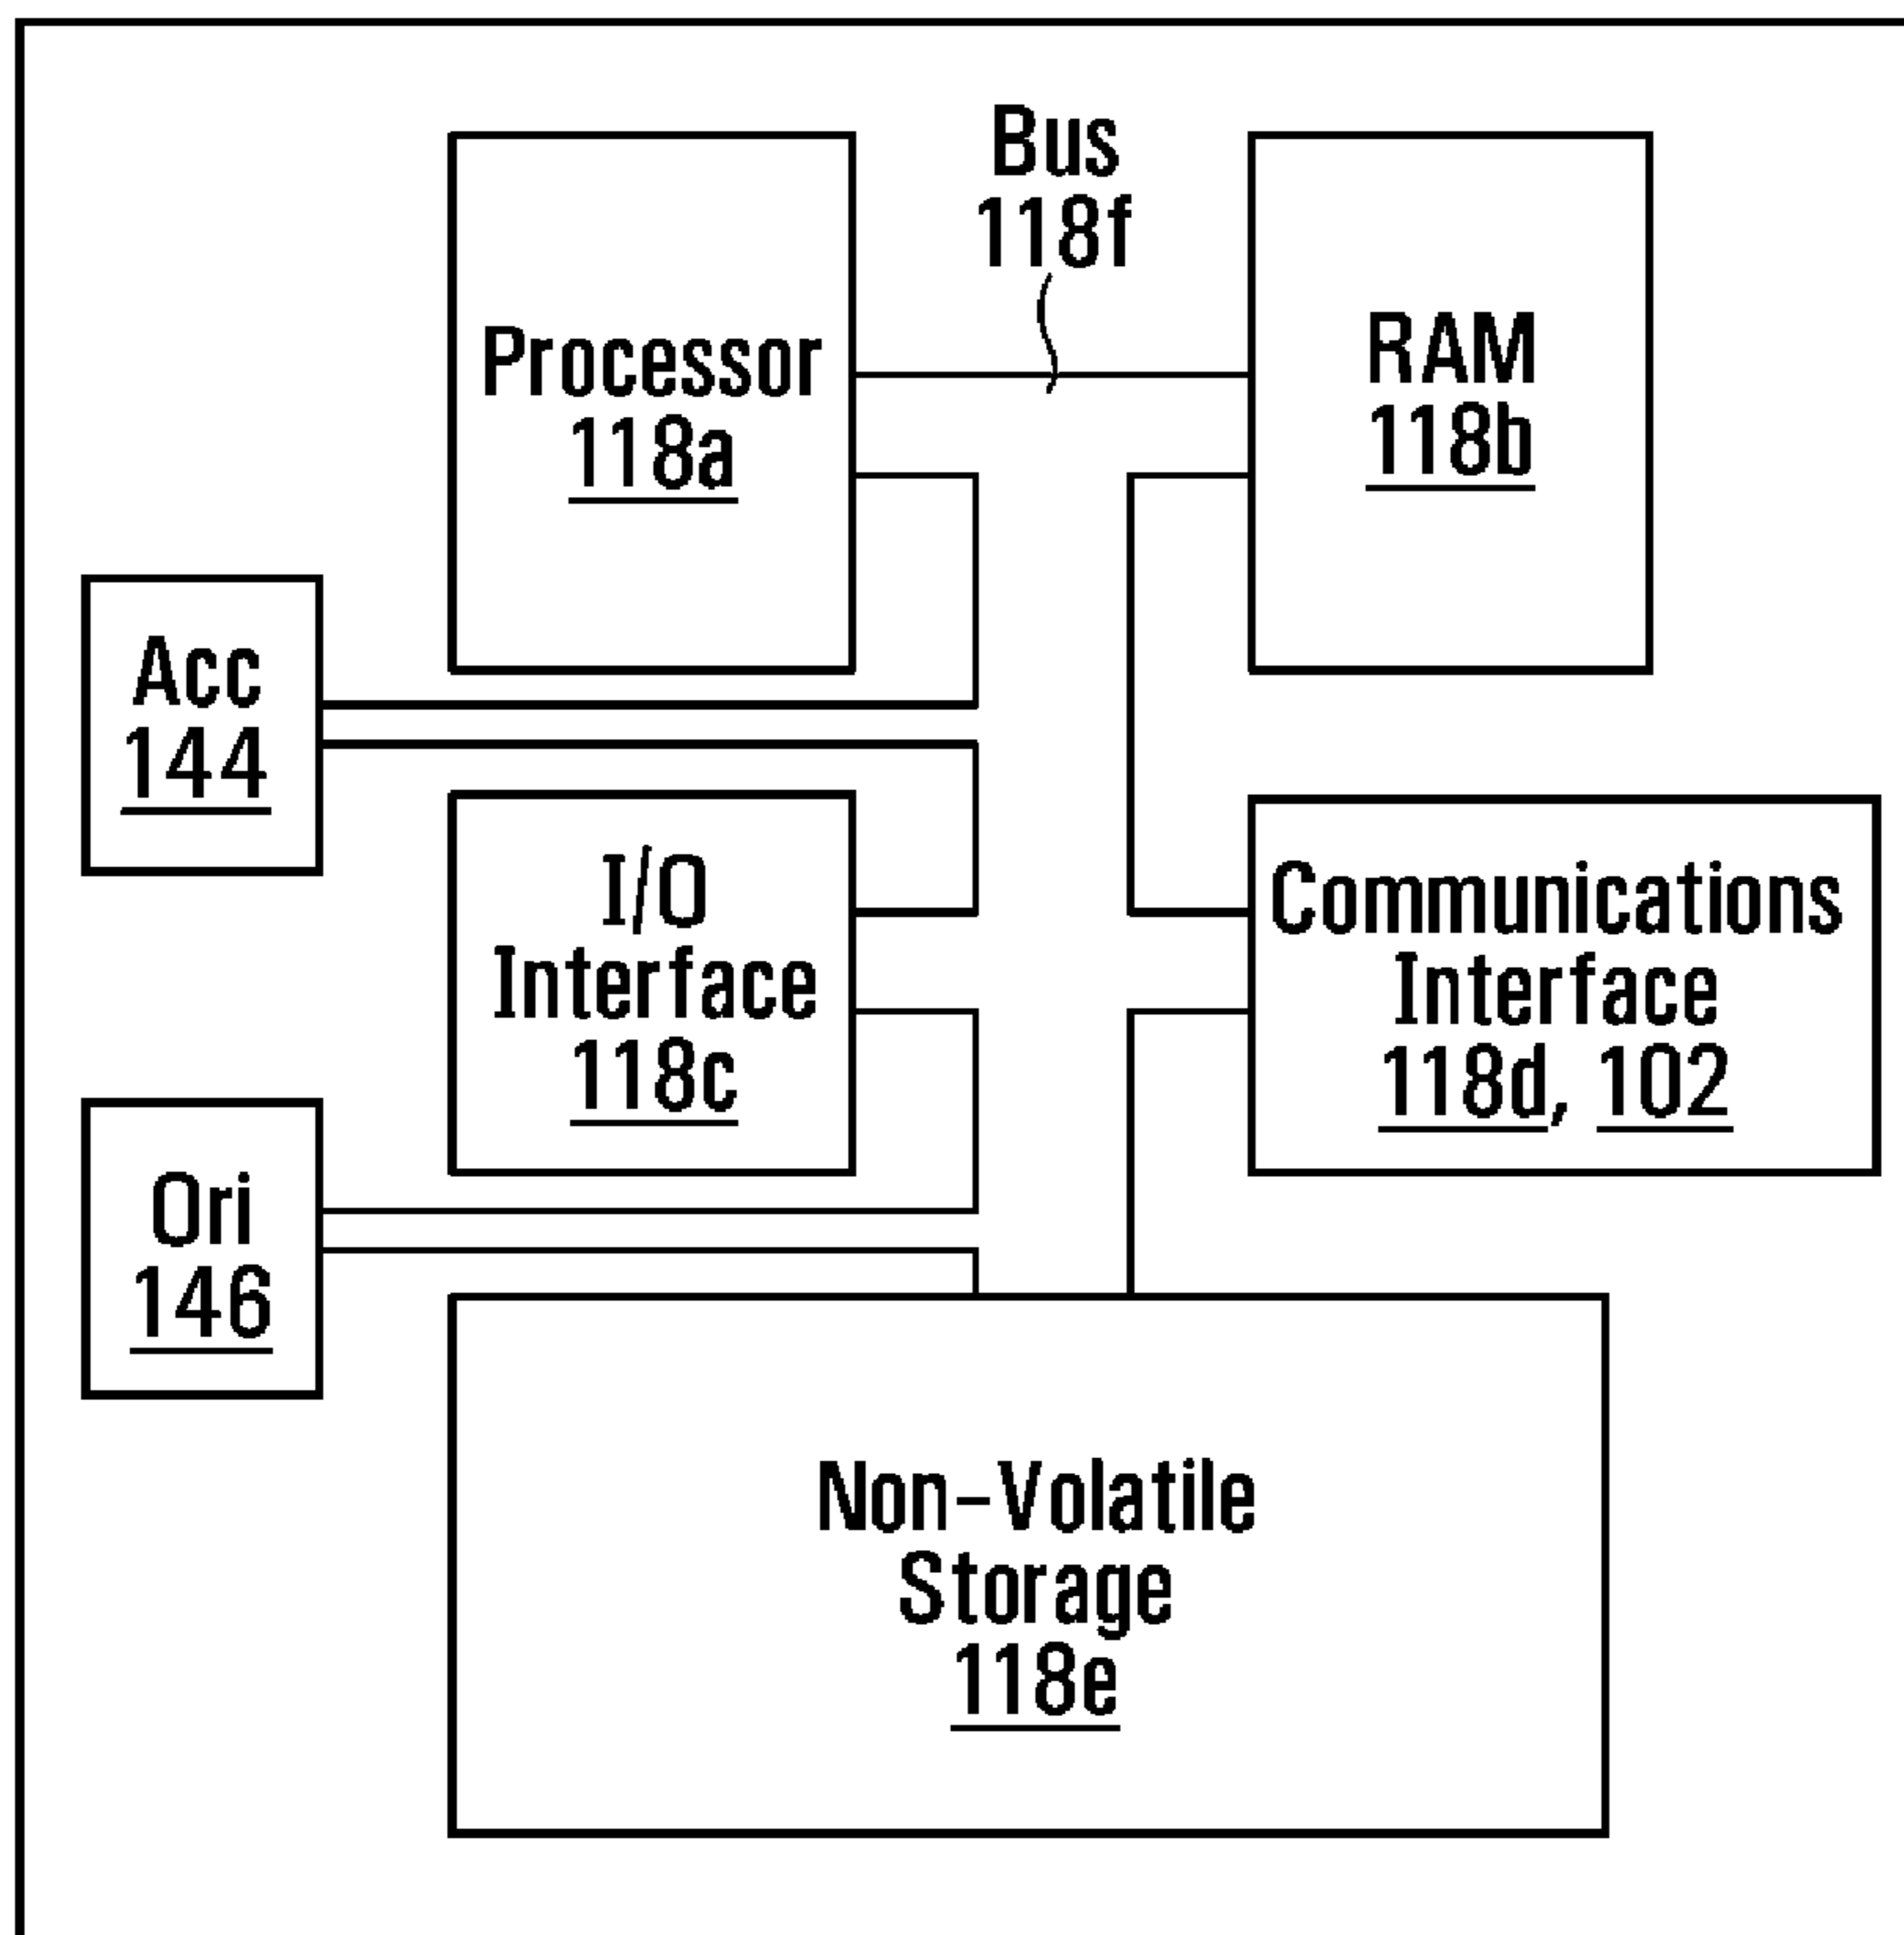 Bus
118f
Processor
118a
RAM
118b
Acc
144
I/O
Interface
118c
Communications
Interface
118d, 102
Ori
146
Non-Volatile
Storage
118e